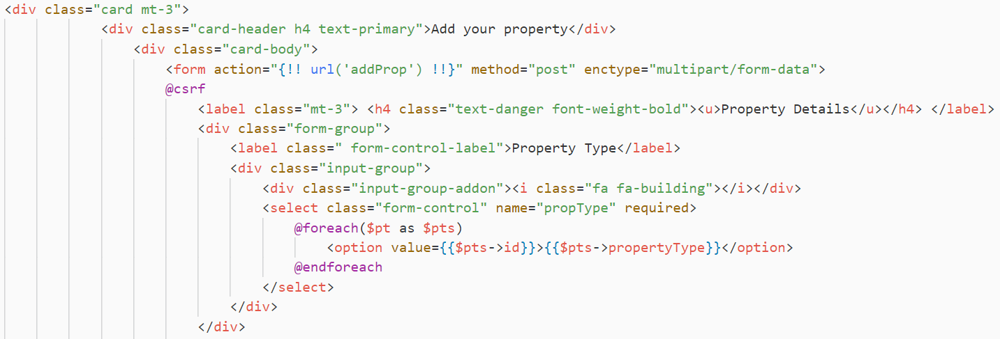 <div class="card mt-3">
<div class="card-header h4 text-primary">Add your property</div>
<div class="card-body">
<form action="{!! url('addProp') !!}" method="post" enctype="multipart/form-data">
@csrf
<label class="mt-3"> <h4 class="text-danger font-weight-bold"><u>Property Details</u></h4> </label>
<div class="form-group">
<label class=" form-control-label">Property Type</label>
<div class="input-group">
<div class="input-group-addon"><i class="fa fa-building"></i></div>
<select class="form-control" name="propType" required>
@foreach($pt as $pts)
<option value={{$pts->id}}>{{$pts->propertyType}}</option>
@endforeach
</select>
</div>
</div>